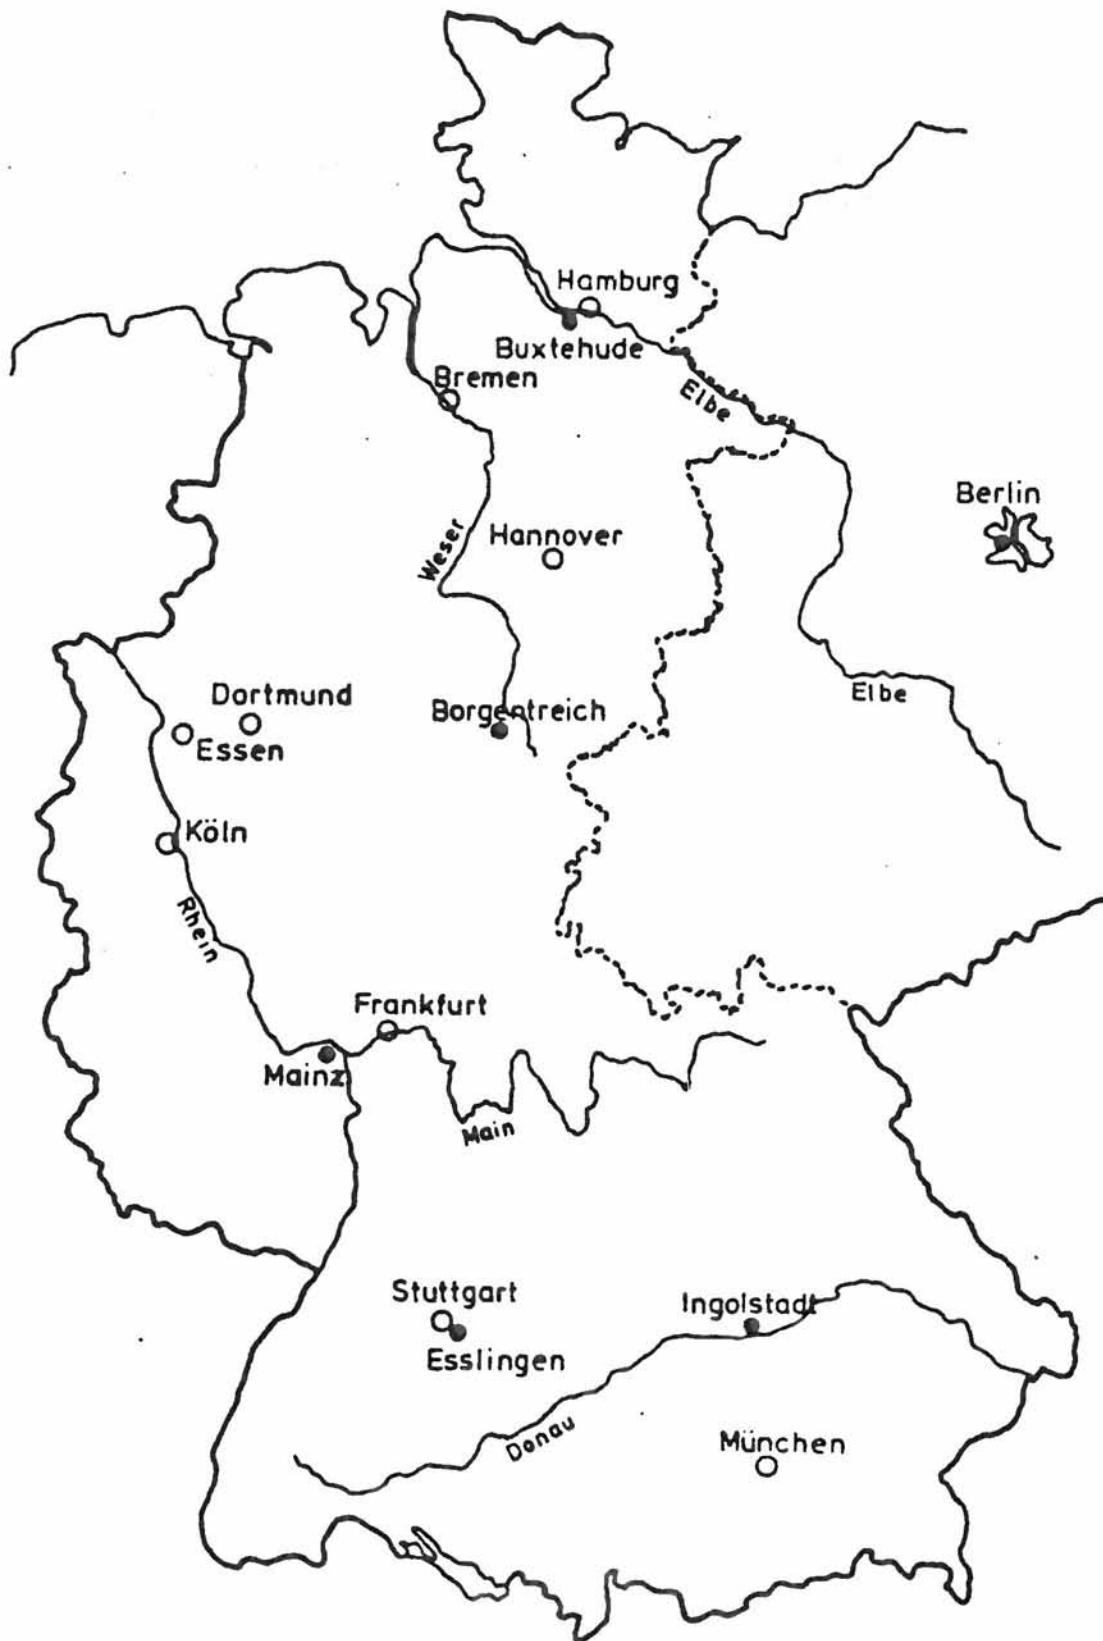 Hamburg
Buxtehude
Bremen
Elbe
Berlin
Hannover
Weser
Elbe
Dortmund
Borgentreich
Essen
Köln
Rhein
Frankfurt
Mainz
Main
Stuttgart
Ingolstadt
Esslingen
Donau
München